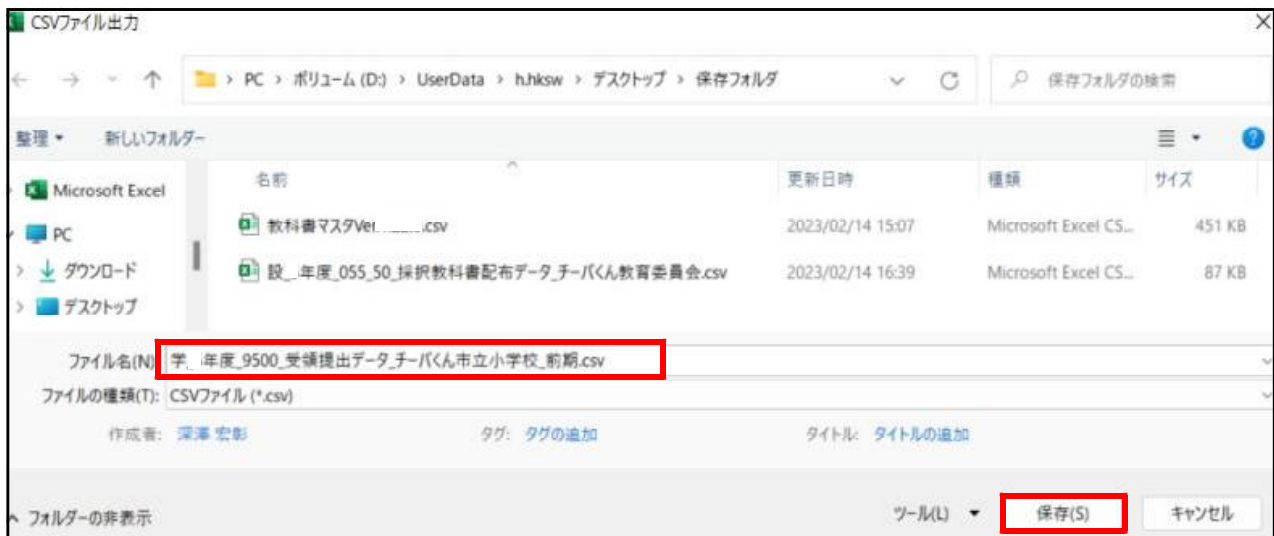 CSVファイル出力
PC > ボリューム (D:) > UserData > h.hksw > デスクトップ > 保存フォルダ
保存フォルダの検索
整理 新しいフォルダー
名前 更新日時 種類 サイズ
Microsoft Excel
PC
ダウンロード
デスクトップ
教科書マスタVer .csv 2023/02/14 15:07 Microsoft Excel CS... 451 KB
設_ 年度_055_50_採択教科書配布データ_チーバくん教育委員会.csv 2023/02/14 16:39 Microsoft Excel CS... 87 KB
ファイル名(N): 学_ 年度_9500_受領提出データ_チーバくん市立小学校_前期.csv
ファイルの種類(T): CSVファイル (*.csv)
作成者: 深澤 宏彰 タグ: タグの追加 タイトル: タイトルの追加
フォルダーの非表示 ツール(L) 保存(S) キャンセル